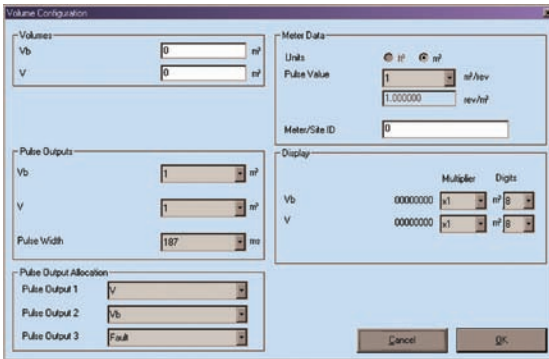 Volume Configuration
Volumes
Vb 0 m³
V 0 m³
Pulse Outputs
Vb 1 m³
V 1 m³
Pulse Width 187 ms
Pulse Output Allocation
Pulse Output 1 V
Pulse Output 2 Vb
Pulse Output 3 Fault
Meter Data
Units ft³ m³
Pulse Value 1 m³/rev
1.000000 rev/m³
Meter/Site ID 0
Display
Multiplier Digits
Vb 00000000 x1 m³ 8
V 00000000 x1 m³ 8
Cancel OK